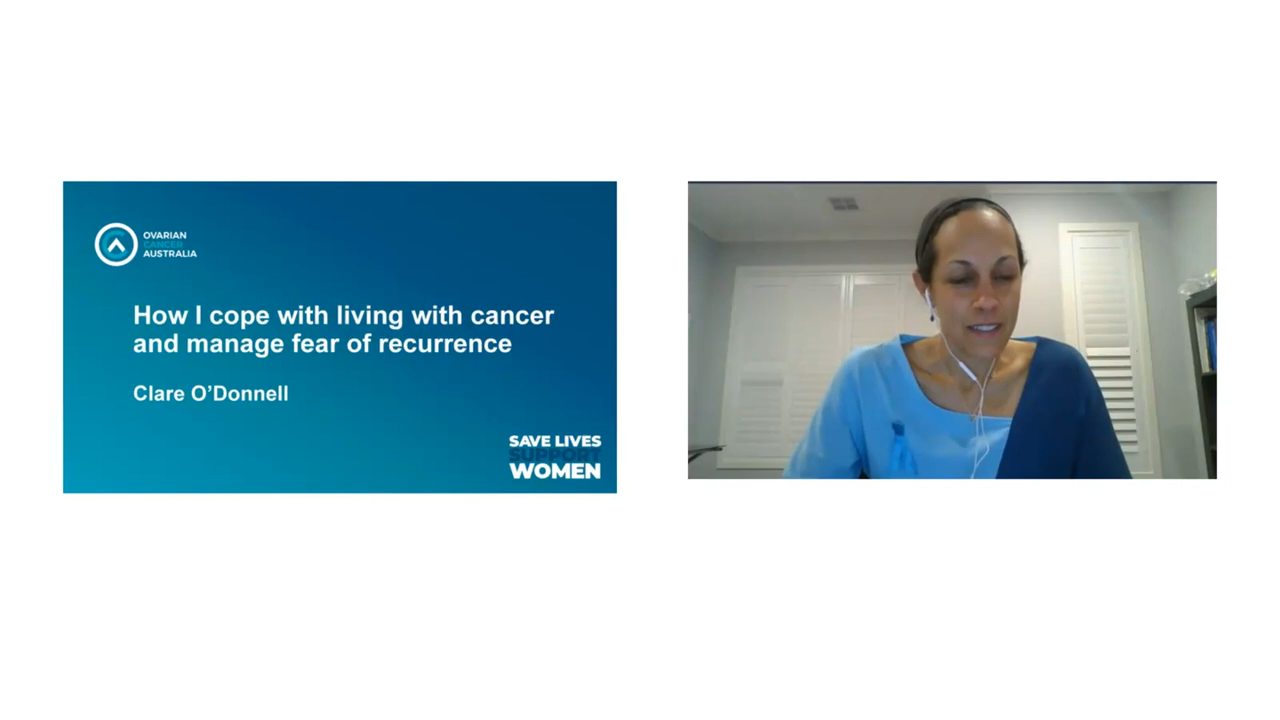 OVARIAN
CANCER
AUSTRALIA
How I cope with living with cancer
and manage fear of recurrence
Clare O'Donnell
SAVE LIVES
SUPPORT
WOMEN